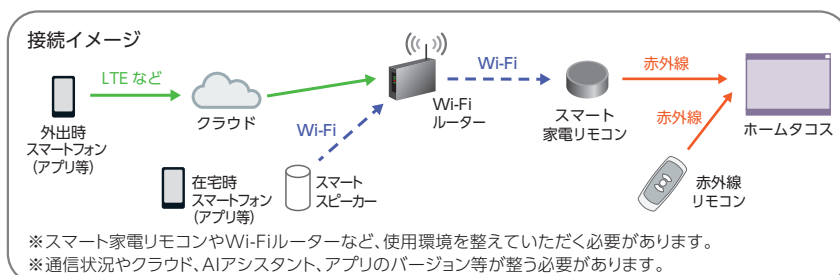 接続イメージ
LTEなど
Wi-Fi
赤外線
外出時
スマートフォン
(アプリ等)
クラウド
Wi-Fi
Wi-Fi
ルーター
スマート
家電リモコン
赤外線
ホームタコス
在宅時
スマートフォン
(アプリ等)
スマート
スピーカー
赤外線
リモコン
※スマート家電リモコンやWi-Fiルーターなど、使用環境を整えていただく必要があります。
※通信状況やクラウド、AIアシスタント、アプリのバージョン等が整う必要があります。